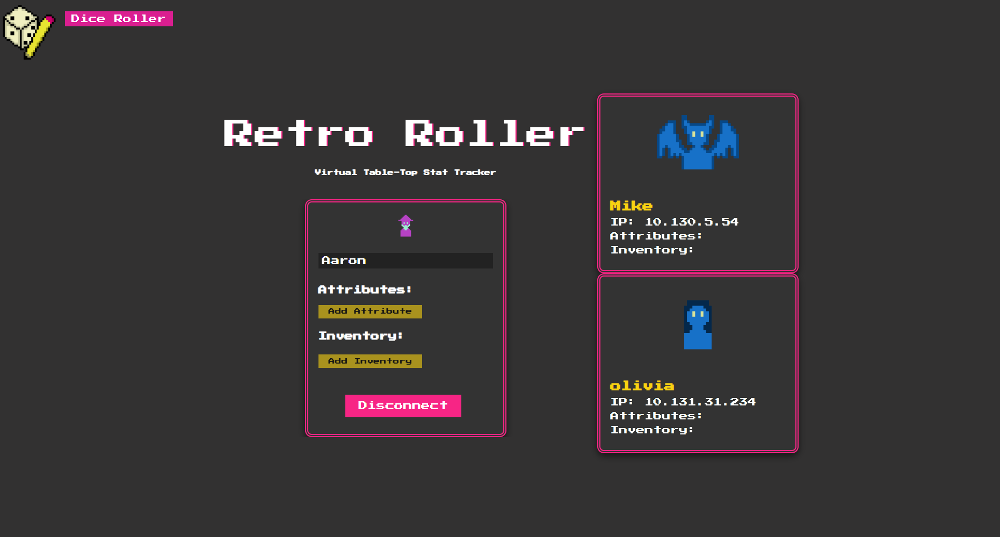 Dice Roller
Retro Roller
Virtual Table-Top Stat Tracker
Aaron
Attributes:
Add Attribute
Inventory:
Add Inventory
Disconnect
Mike
IP: 10.130.5.54
Attributes:
Inventory:
olivia
IP: 10.131.31.234
Attributes:
Inventory: